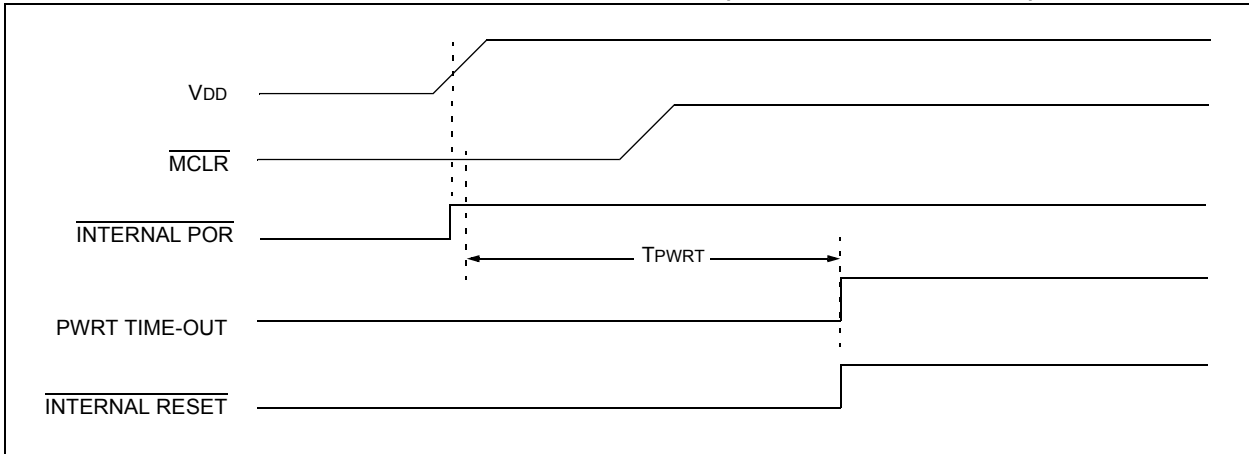 VDD
MCLR
INTERNAL POR
TPWRT
PWRT TIME-OUT
INTERNAL RESET